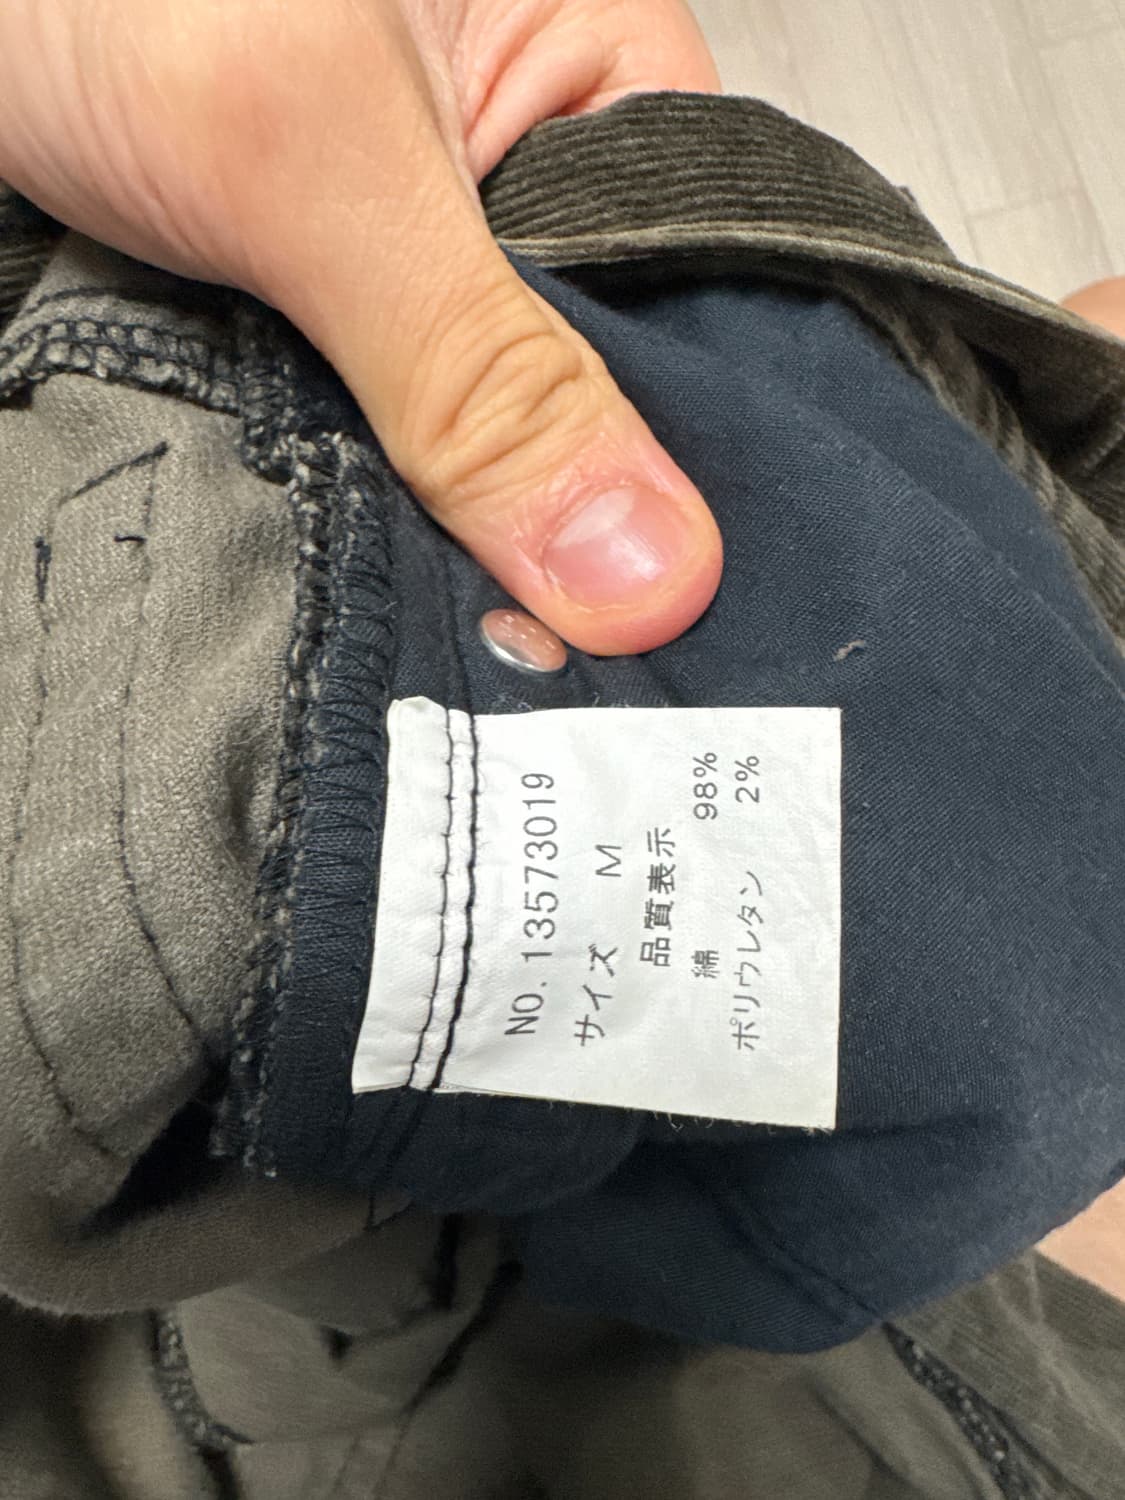 NO. 13573019
サイズ M
品質表示
綿 98%
ポリウレタン 2%